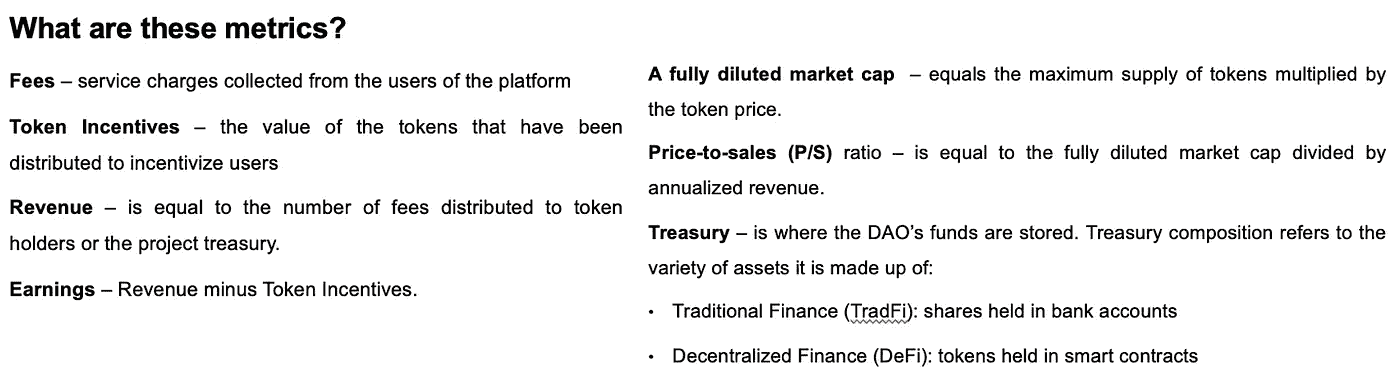 What are these metrics?
Fees – service charges collected from the users of the platform
Token Incentives – the value of the tokens that have been
distributed to incentivize users
Revenue – is equal to the number of fees distributed to token
holders or the project treasury.
Earnings – Revenue minus Token Incentives.
A fully diluted market cap – equals the maximum supply of tokens multiplied by
the token price.
Price-to-sales (P/S) ratio – is equal to the fully diluted market cap divided by
annualized revenue.
Treasury – is where the DAO’s funds are stored. Treasury composition refers to the
variety of assets it is made up of:
• Traditional Finance (TradFi): shares held in bank accounts
• Decentralized Finance (DeFi): tokens held in smart contracts